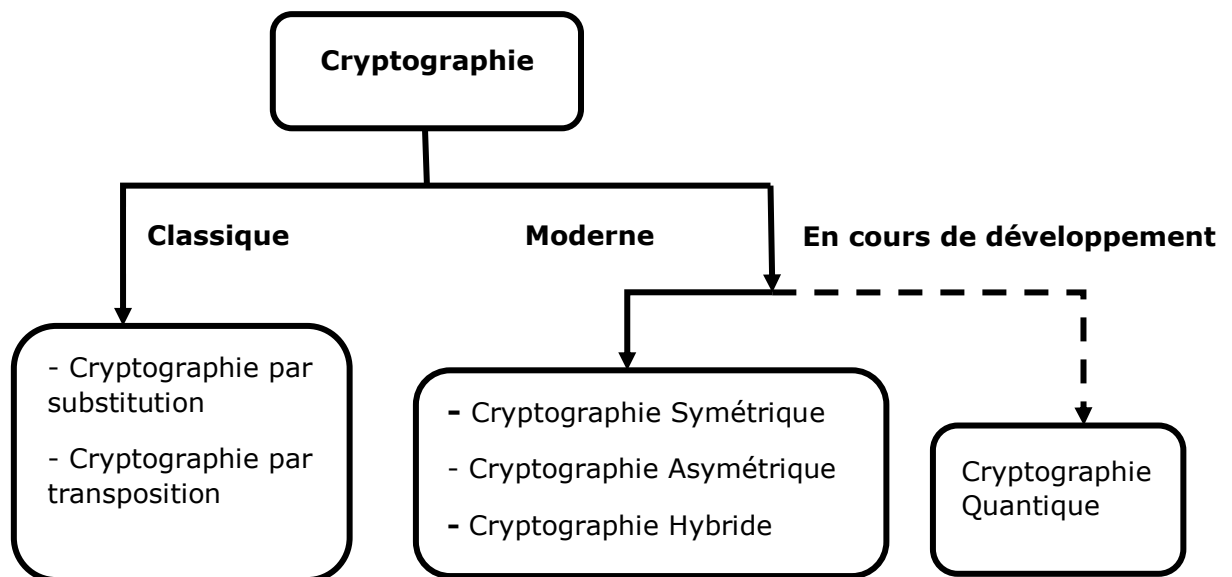 Cryptographie
Classique
Moderne
En cours de développement
- Cryptographie par
substitution
- Cryptographie par
transposition
- Cryptographie Symétrique
- Cryptographie Asymétrique
- Cryptographie Hybride
Cryptographie
Quantique